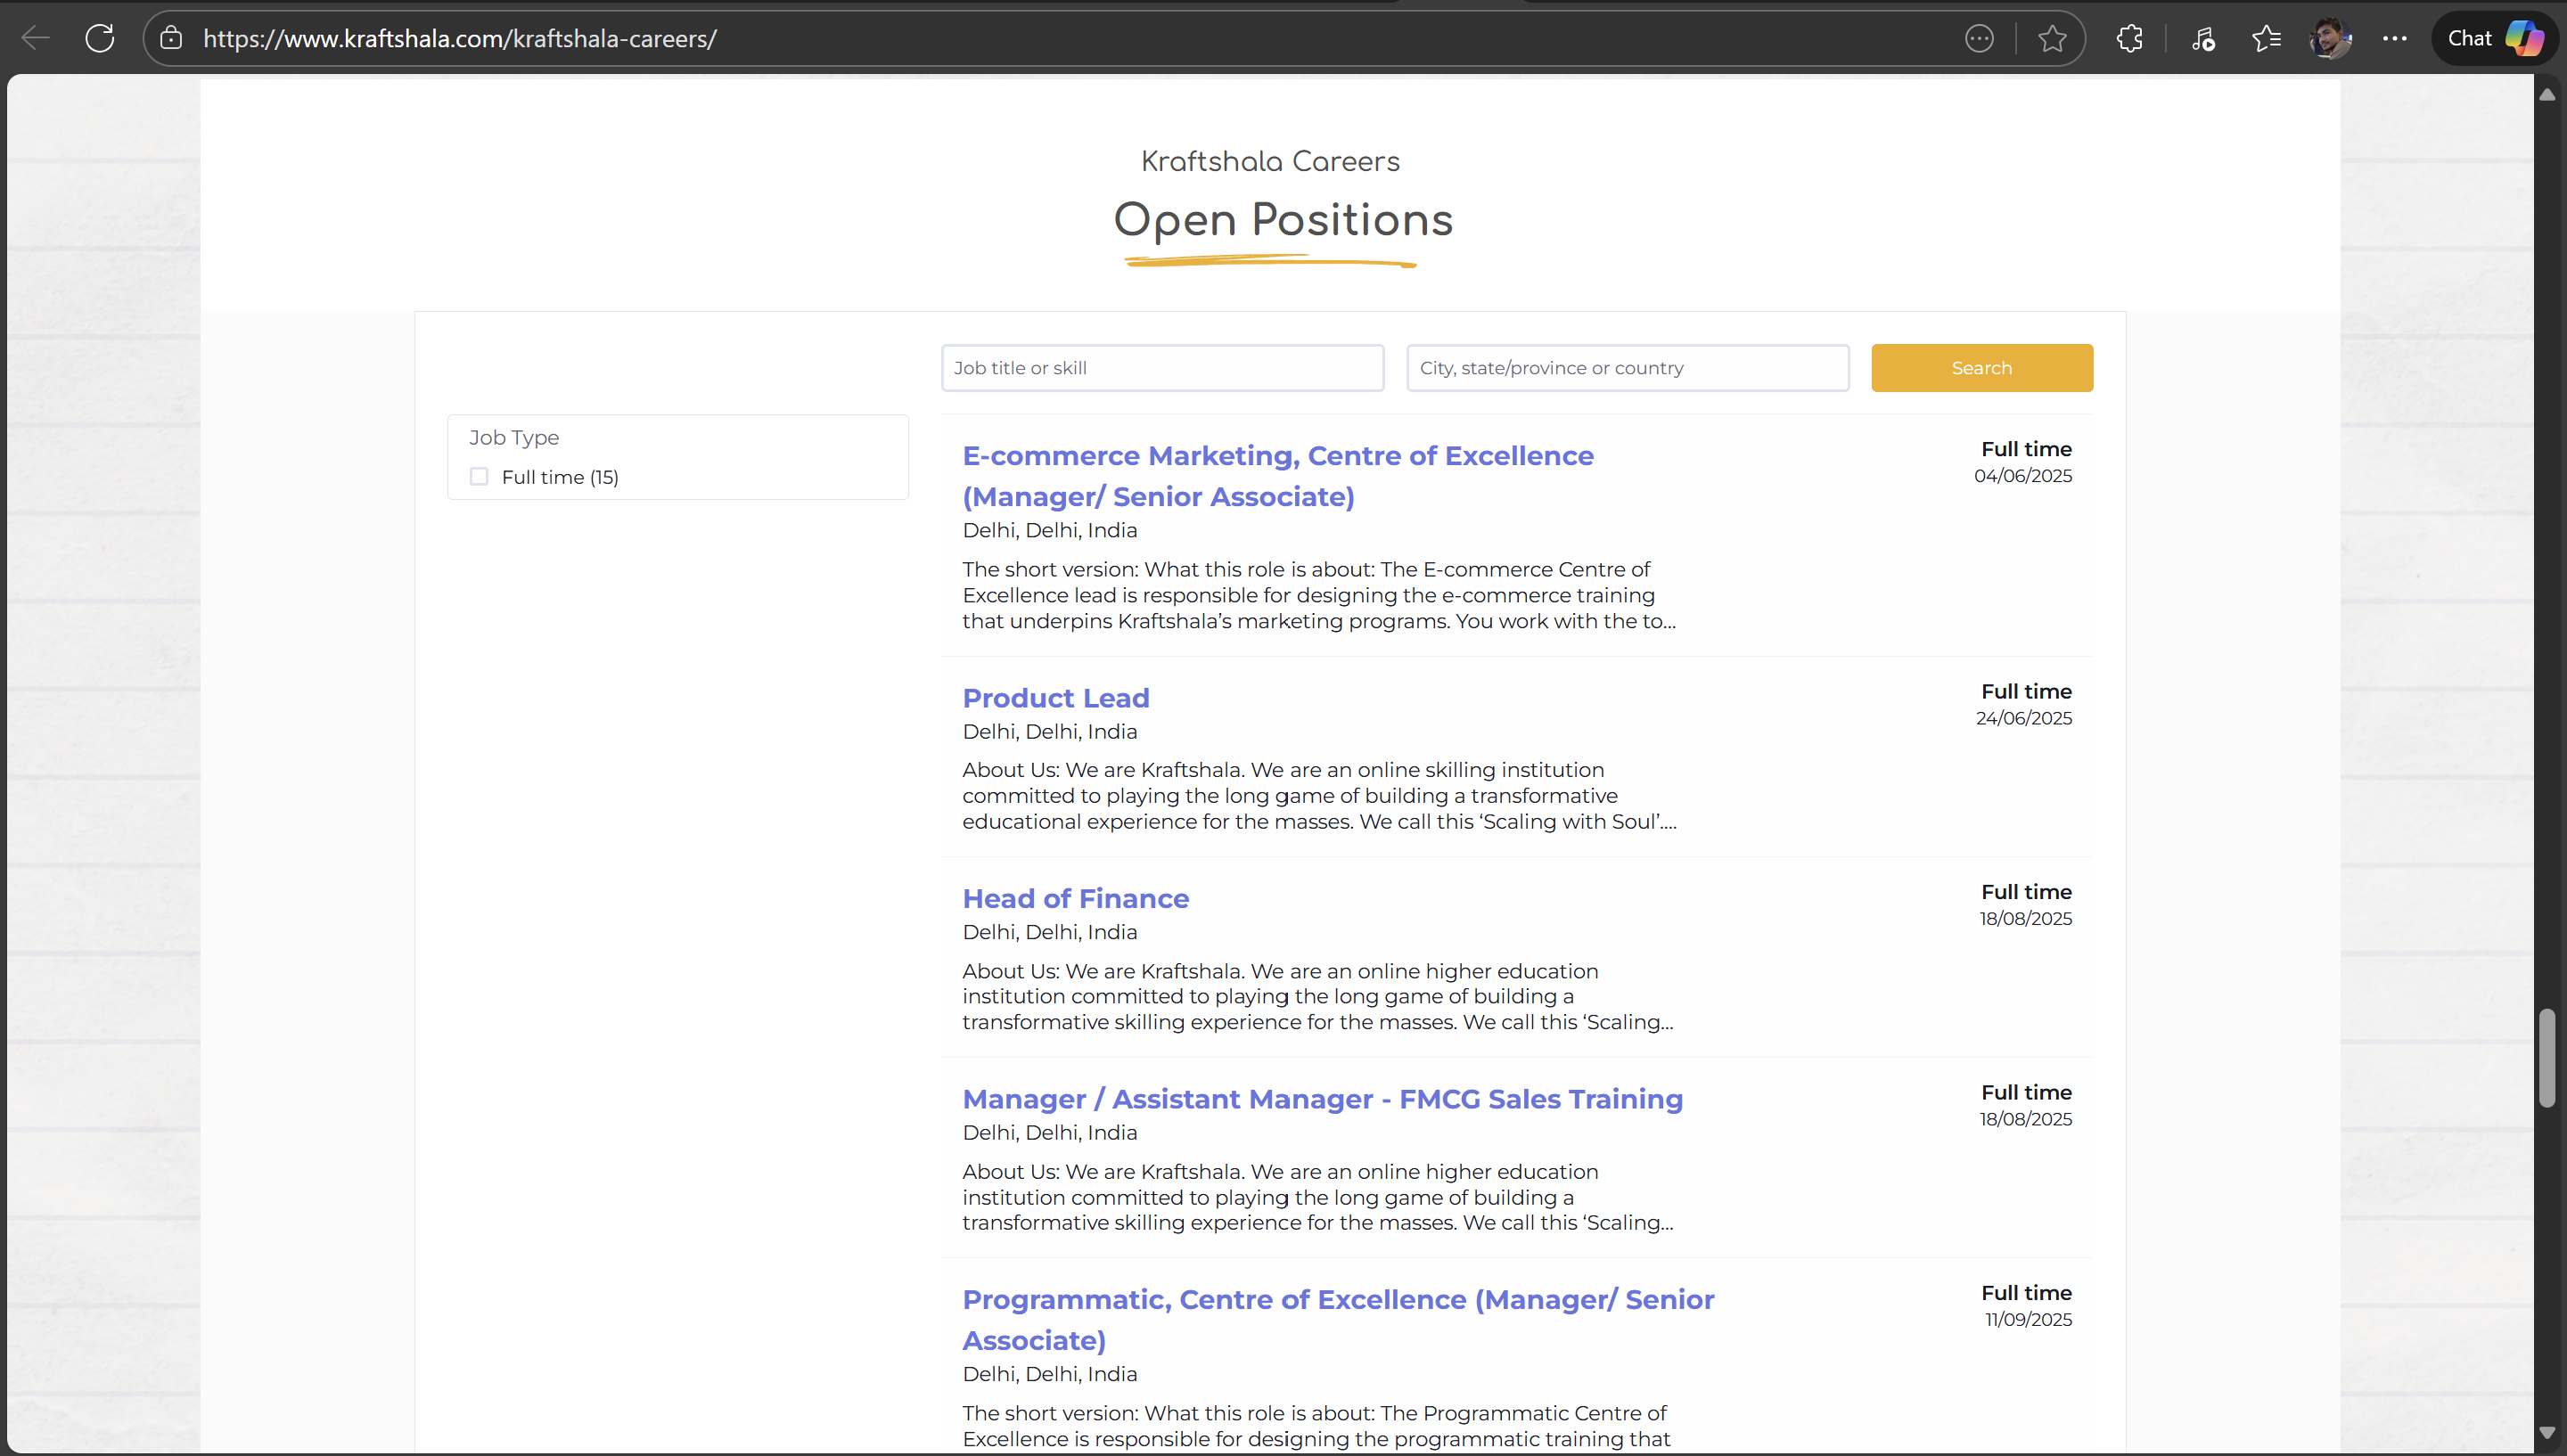 https://www.kraftshala.com/kraftshala-careers/
Chat
Kraftshala Careers
Open Positions
Job title or skill
City, state/province or country
Search
Job Type
Full time (15)
E-commerce Marketing, Centre of Excellence
(Manager/ Senior Associate)
Delhi, Delhi, India
Full time
04/06/2025
The short version: What this role is about: The E-commerce Centre of
Excellence lead is responsible for designing the e-commerce training
that underpins Kraftshala’s marketing programs. You work with the to...
Product Lead
Delhi, Delhi, India
Full time
24/06/2025
About Us: We are Kraftshala. We are an online skilling institution
committed to playing the long game of building a transformative
educational experience for the masses. We call this ‘Scaling with Soul’....
Head of Finance
Delhi, Delhi, India
Full time
18/08/2025
About Us: We are Kraftshala. We are an online higher education
institution committed to playing the long game of building a
transformative skilling experience for the masses. We call this ‘Scaling...
Manager / Assistant Manager - FMCG Sales Training
Delhi, Delhi, India
Full time
18/08/2025
About Us: We are Kraftshala. We are an online higher education
institution committed to playing the long game of building a
transformative skilling experience for the masses. We call this ‘Scaling...
Programmatic, Centre of Excellence (Manager/ Senior
Associate)
Delhi, Delhi, India
Full time
11/09/2025
The short version: What this role is about: The Programmatic Centre of
Excellence is responsible for designing the programmatic training that